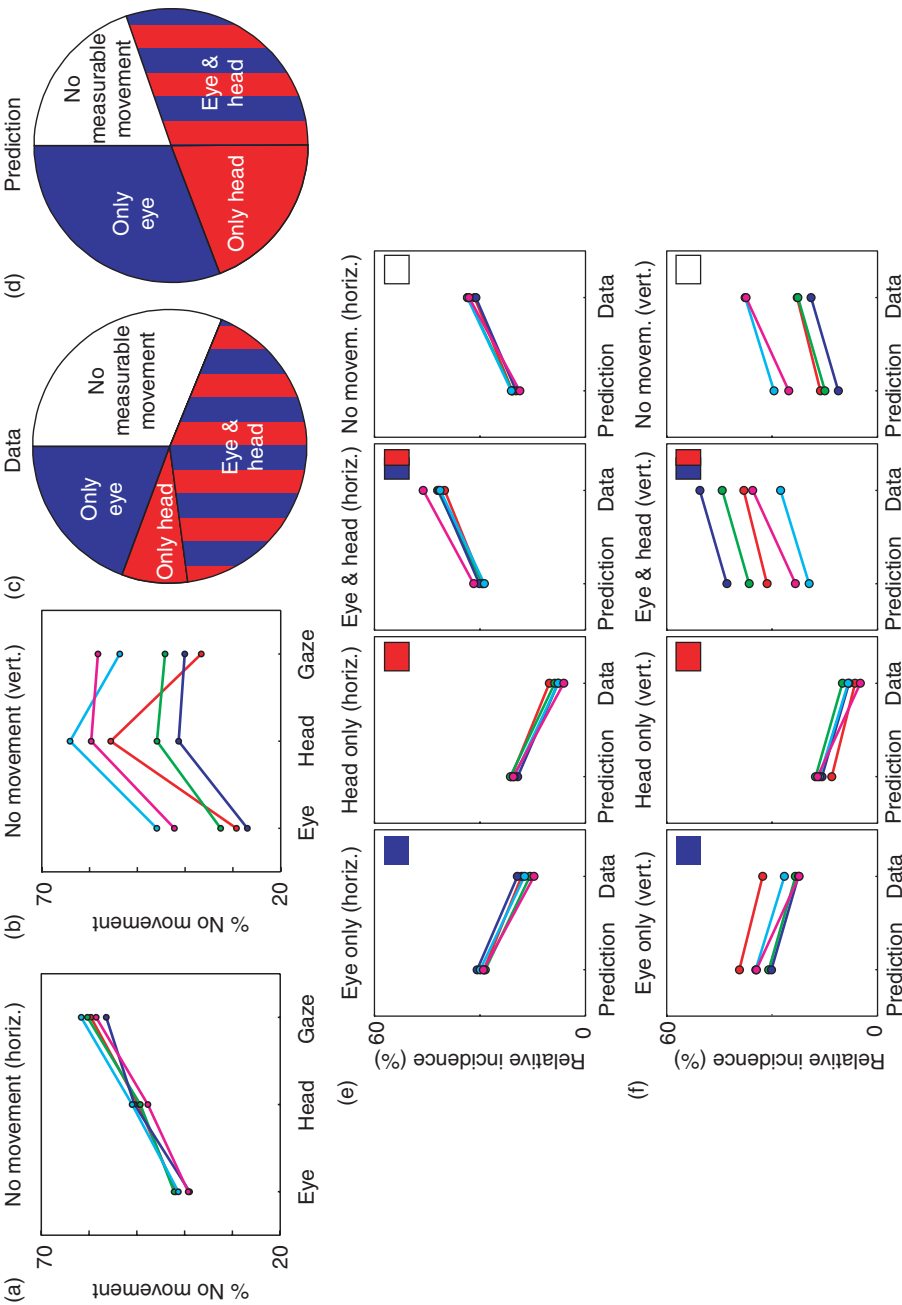 (a)
No movement (horiz.)
70
20
% No movement
Eye
Head
Gaze
(b)
No movement (vert.)
70
20
% No movement
Eye
Head
Gaze
(c)
Data
Only eye
No measurable movement
Only head
Eye & head
(d)
Prediction
Only eye
No measurable movement
Only head
Eye & head
(e)
60
0
Relative incidence (%)
Eye only (horiz.)
Prediction Data
Head only (horiz.)
Prediction Data
Eye & head (horiz.)
Prediction Data
No movem. (horiz.)
Prediction Data
(f)
60
0
Relative incidence (%)
Eye only (vert.)
Prediction Data
Head only (vert.)
Prediction Data
Eye & head (vert.)
Prediction Data
No movem. (vert.)
Prediction Data